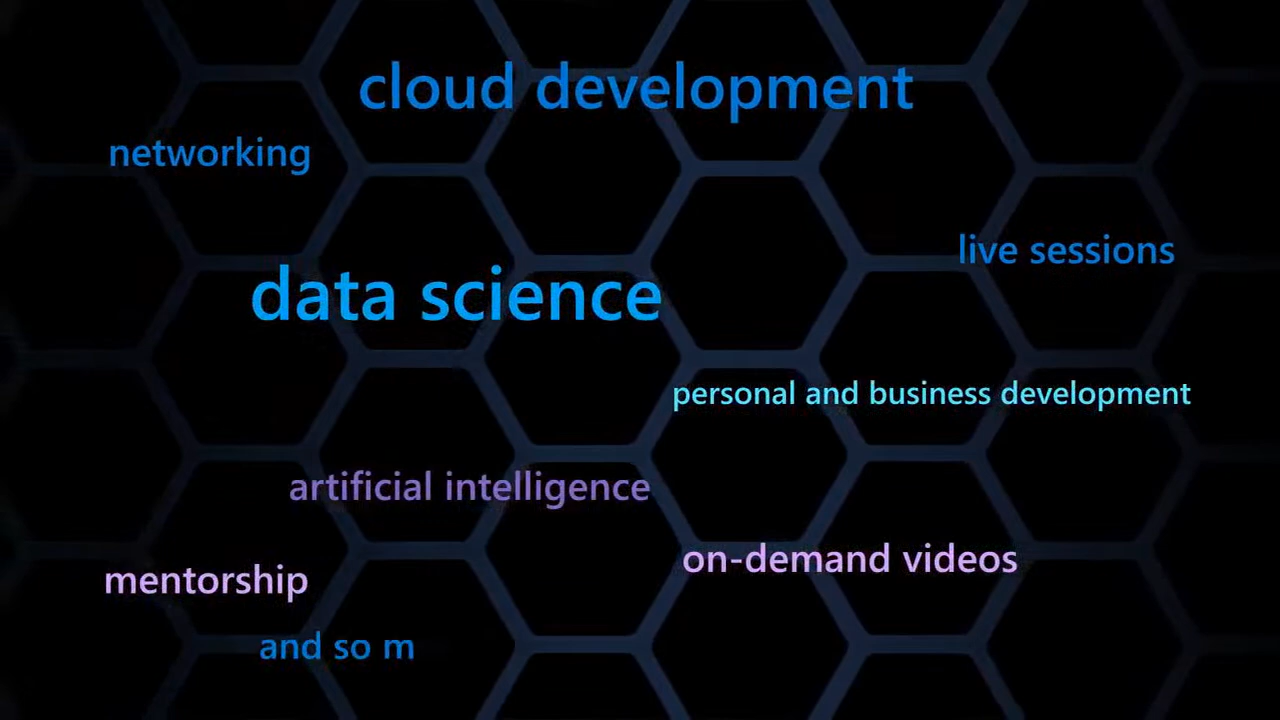 cloud development
networking
live sessions
data science
personal and business development
artificial intelligence
on-demand videos
mentorship
and so m